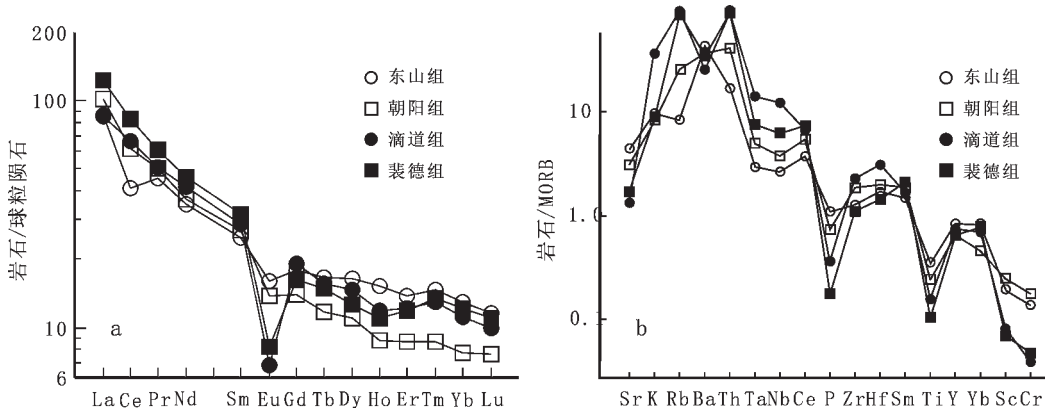 200
100
10
6
岩石/球粒陨石
a
○ 东山组
□ 朝阳组
● 滴道组
■ 裴德组
La Ce Pr Nd Sm Eu Gd Tb Dy Ho Er Tm Yb Lu
10
1.0
0.1
岩石/MORB
b
○ 东山组
□ 朝阳组
● 滴道组
■ 裴德组
Sr K Rb Ba Th Ta Nb Ce P Zr Hf Sm Ti Y Yb Sc Cr